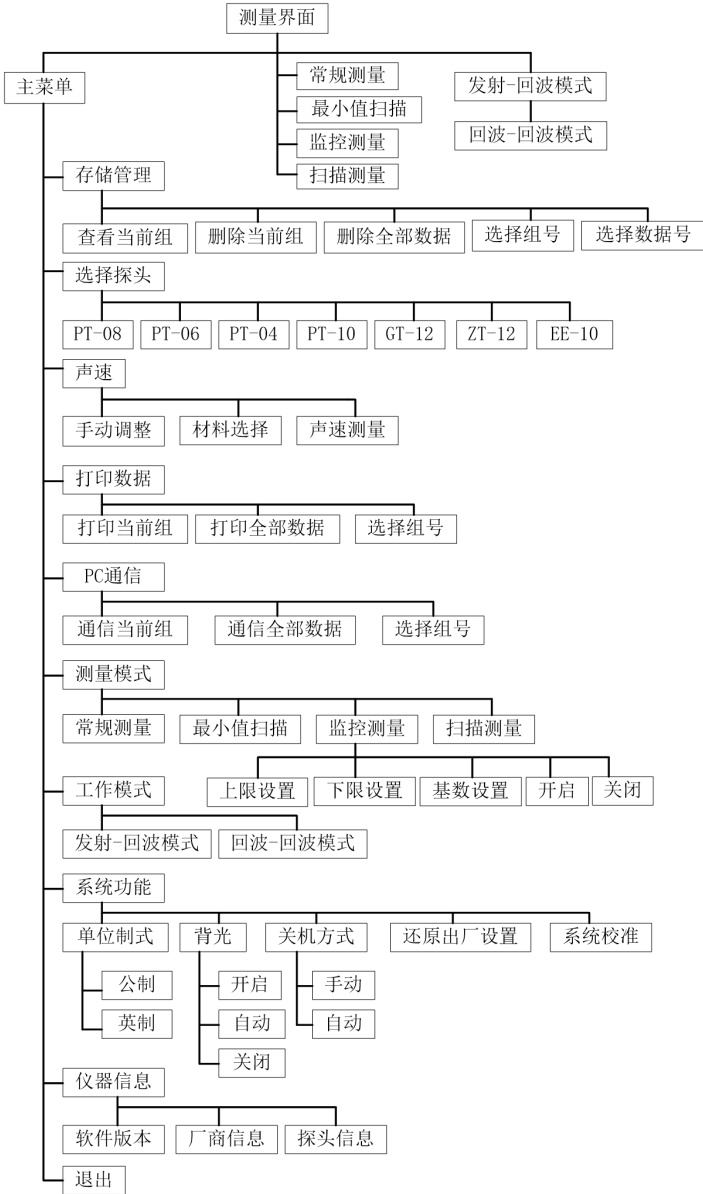 测量界面
主菜单
常规测量
最小值扫描
监控测量
扫描测量
发射-回波模式
回波-回波模式
存储管理
查看当前组 删除当前组 删除全部数据 选择组号 选择数据号
选择探头
PT-08 PT-06 PT-04 PT-10 GT-12 ZT-12 EE-10
声速
手动调整 材料选择 声速测量
打印数据
打印当前组 打印全部数据 选择组号
PC通信
通信当前组 通信全部数据 选择组号
测量模式
常规测量 最小值扫描 监控测量 扫描测量
上限设置 下限设置 基数设置 开启 关闭
工作模式
发射-回波模式 回波-回波模式
系统功能
单位制式 背光 关机方式 还原出厂设置 系统校准
公制 开启 手动
英制 自动 自动
关闭
仪器信息
软件版本 厂商信息 探头信息
退出